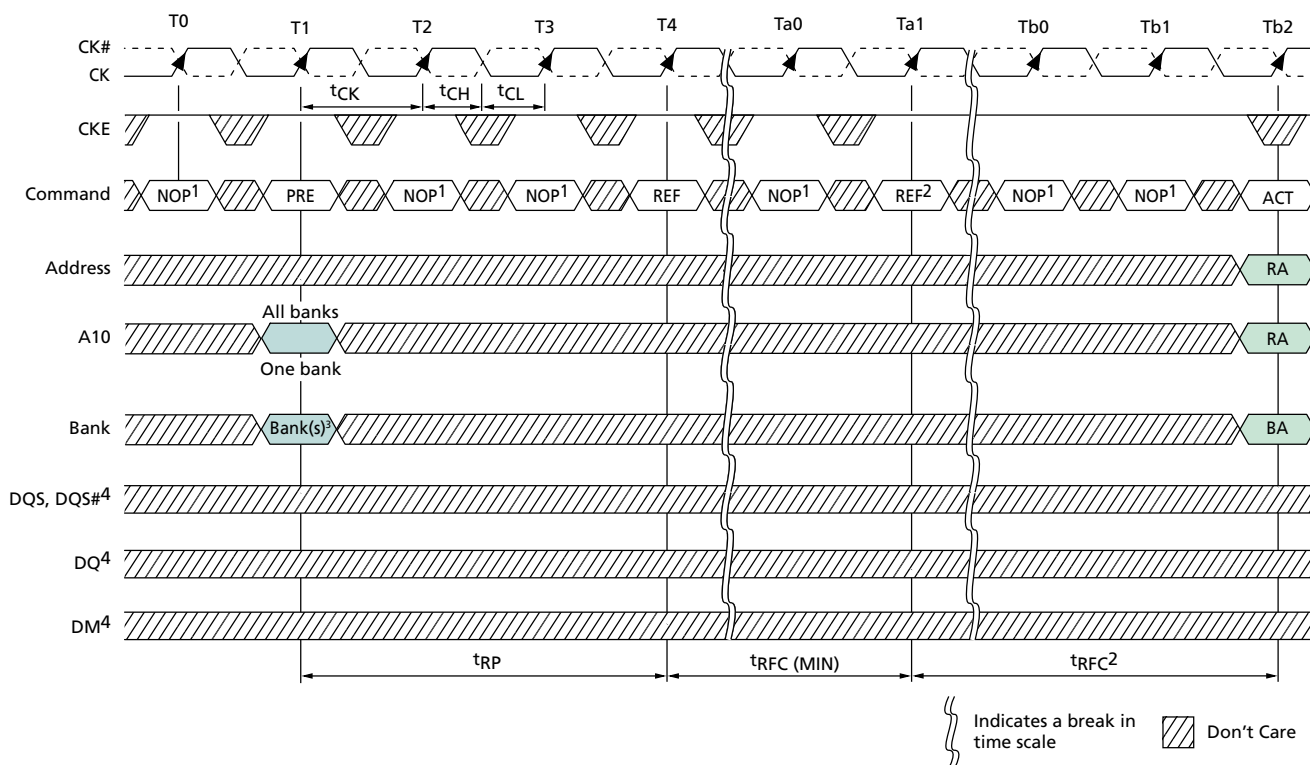 T0 T1 T2 T3 T4 Ta0 Ta1 Tb0 Tb1 Tb2
CK#
CK
tCK tCH tCL
CKE
Command NOP1 PRE NOP1 NOP1 REF NOP1 REF2 NOP1 NOP1 ACT
Address RA
All banks
A10 RA
One bank
Bank Bank(s)3 BA
DQS, DQS#4
DQ4
DM4
tRP tRFC (MIN) tRFC2
Indicates a break in
time scale
Don't Care